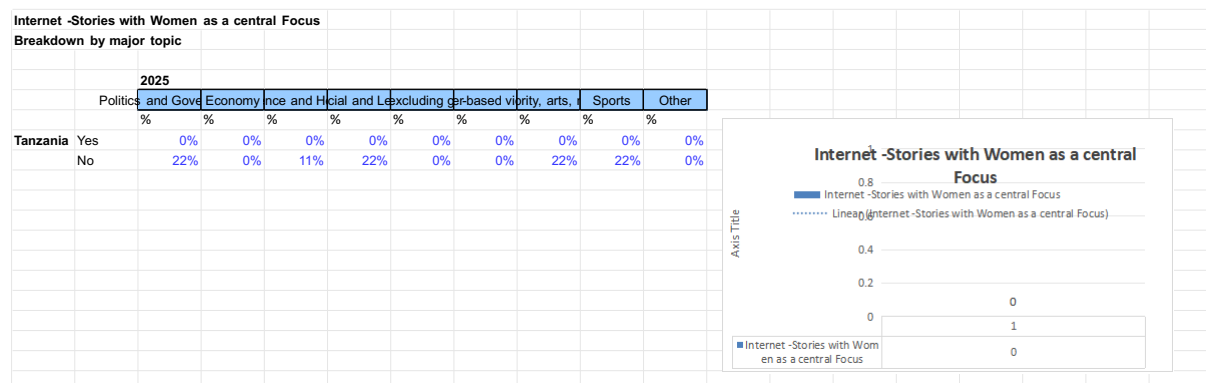 Internet -Stories with Women as a central Focus
Breakdown by major topic
2025
Politics and Gove Economy nce and H cial and Le excluding g er-based vi ority, arts, Sports Other
% % % % % % % % %
Tanzania Yes 0% 0% 0% 0% 0% 0% 0% 0% 0%
No 22% 0% 11% 22% 0% 0% 22% 22% 0%
Internet -Stories with Women as a central
Focus
Internet -Stories with Women as a central Focus
Linear (Internet -Stories with Women as a central Focus)
Axis Title
1
0.8
0.6
0.4
0.2
0
0
1
Internet -Stories with Wom
en as a central Focus
0